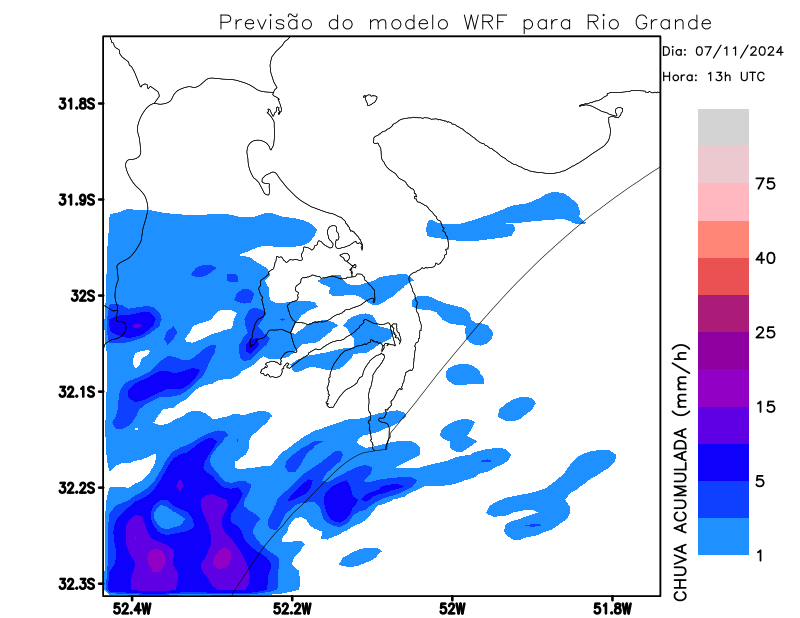 Previsão do modelo WRF para Rio Grande
Dia: 07/11/2024
Hora: 13h UTC
31.8S
31.9S
32S
32.1S
32.2S
32.3S
52.4W
52.2W
52W
51.8W
75
40
25
15
5
1
CHUVA ACUMULADA (mm/h)